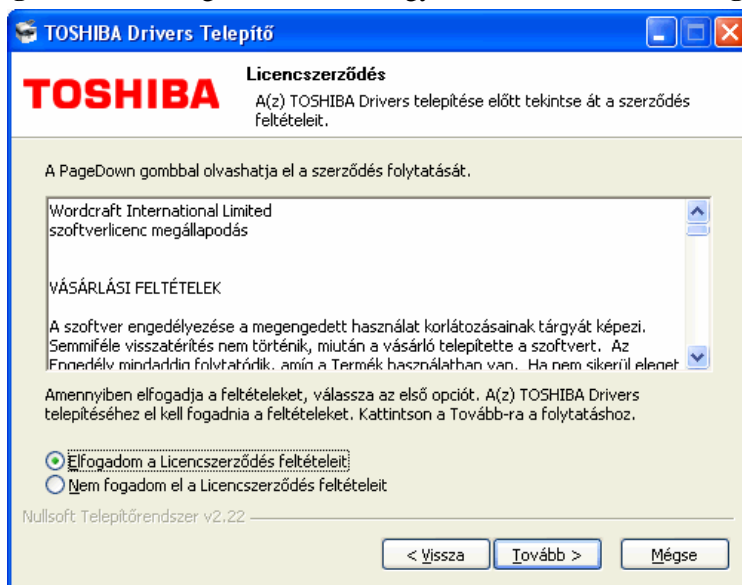 TOSHIBA Drivers Telepítő
TOSHIBA
Licencszerződés
A(z) TOSHIBA Drivers telepítése előtt tekintse át a szerződés
feltételeit.
A PageDown gombbal olvashatja el a szerződés folytatását.
Wordcraft International Limited
szoftverlicenc megállapodás
VÁSÁRLÁSI FELTÉTELEK
A szoftver engedélyezése a megengedett használat korlátozásainak tárgyát képezi.
Semmiféle visszatérítés nem történik, miután a vásárló telepítette a szoftvert. Az
Engedély mindaddig folytatódik, amíg a Termék használatban van. Ha nem sikerül eleget
Amennyiben elfogadja a feltételeket, válassza az első opciót. A(z) TOSHIBA Drivers
telepítéséhez el kell fogadnia a feltételeket. Kattintson a Tovább-ra a folytatáshoz.
Elfogadom a Licencszerződés feltételeit
Nem fogadom el a Licencszerződés feltételeit
Nullsoft Telepítőrendszer v2.22
< Vissza
Tovább >
Mégse